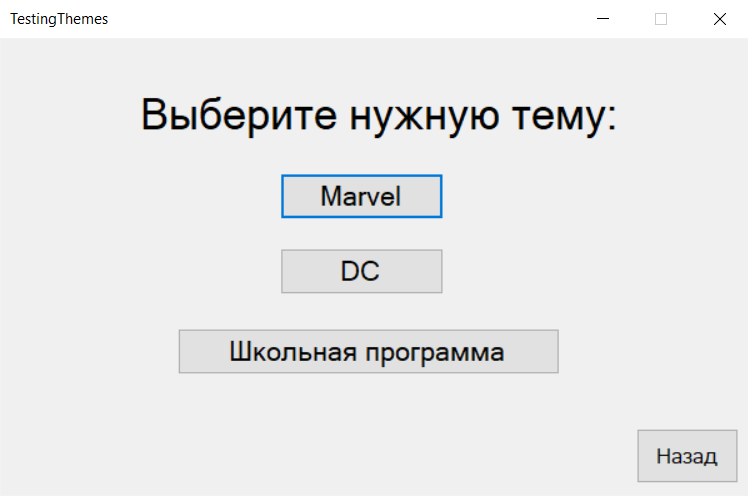 TestingThemes
Выберите нужную тему:
Marvel
DC
Школьная программа
Назад